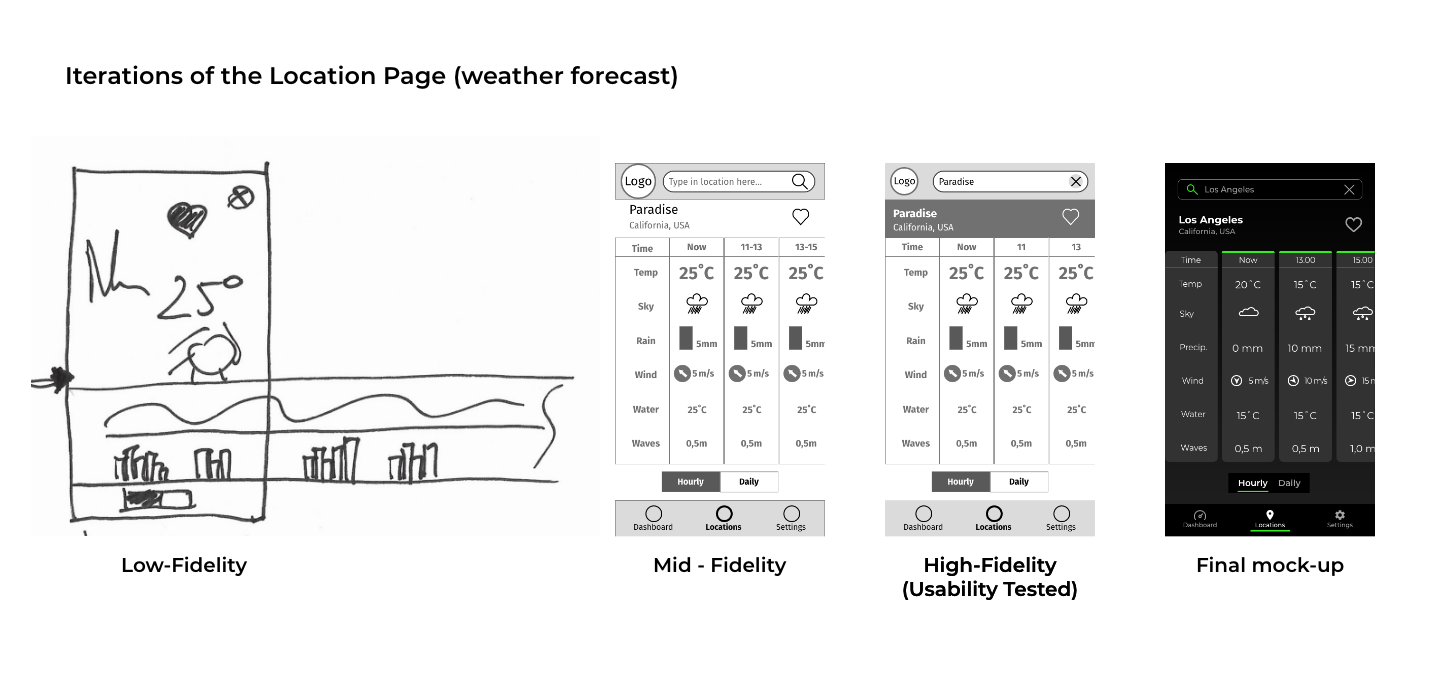 Iterations of the Location Page (weather forecast)
25°
Low-Fidelity
Logo
Type in location here...
Paradise
California, USA
Time Now 11-13 13-15
Temp 25°C 25°C 25°C
Sky
Rain 5mm 5mm 5mm
Wind 5 m/s 5 m/s 5 m/s
Water 25°C 25°C 25°C
Waves 0,5m 0,5m 0,5m
Hourly Daily
Dashboard Locations Settings
Mid - Fidelity
Logo
Paradise
Paradise
California, USA
Time Now 11 13
Temp 25°C 25°C 25°C
Sky
Rain 5mm 5mm 5mm
Wind 5 m/s 5 m/s 5 m/s
Water 25°C 25°C 25°C
Waves 0,5m 0,5m 0,5m
Hourly Daily
Dashboard Locations Settings
High-Fidelity
(Usability Tested)
Los Angeles
Los Angeles
California, USA
Time Now 13.00 15.00
Temp 20°C 15°C 15°C
Sky
Precip. 0 mm 10 mm 15 mm
Wind 5 m/s 10 m/s 15 m
Water 15°C 15°C 15°C
Waves 0,5 m 0,5 m 1,0 m
Hourly Daily
Dashboard Locations Settings
Final mock-up